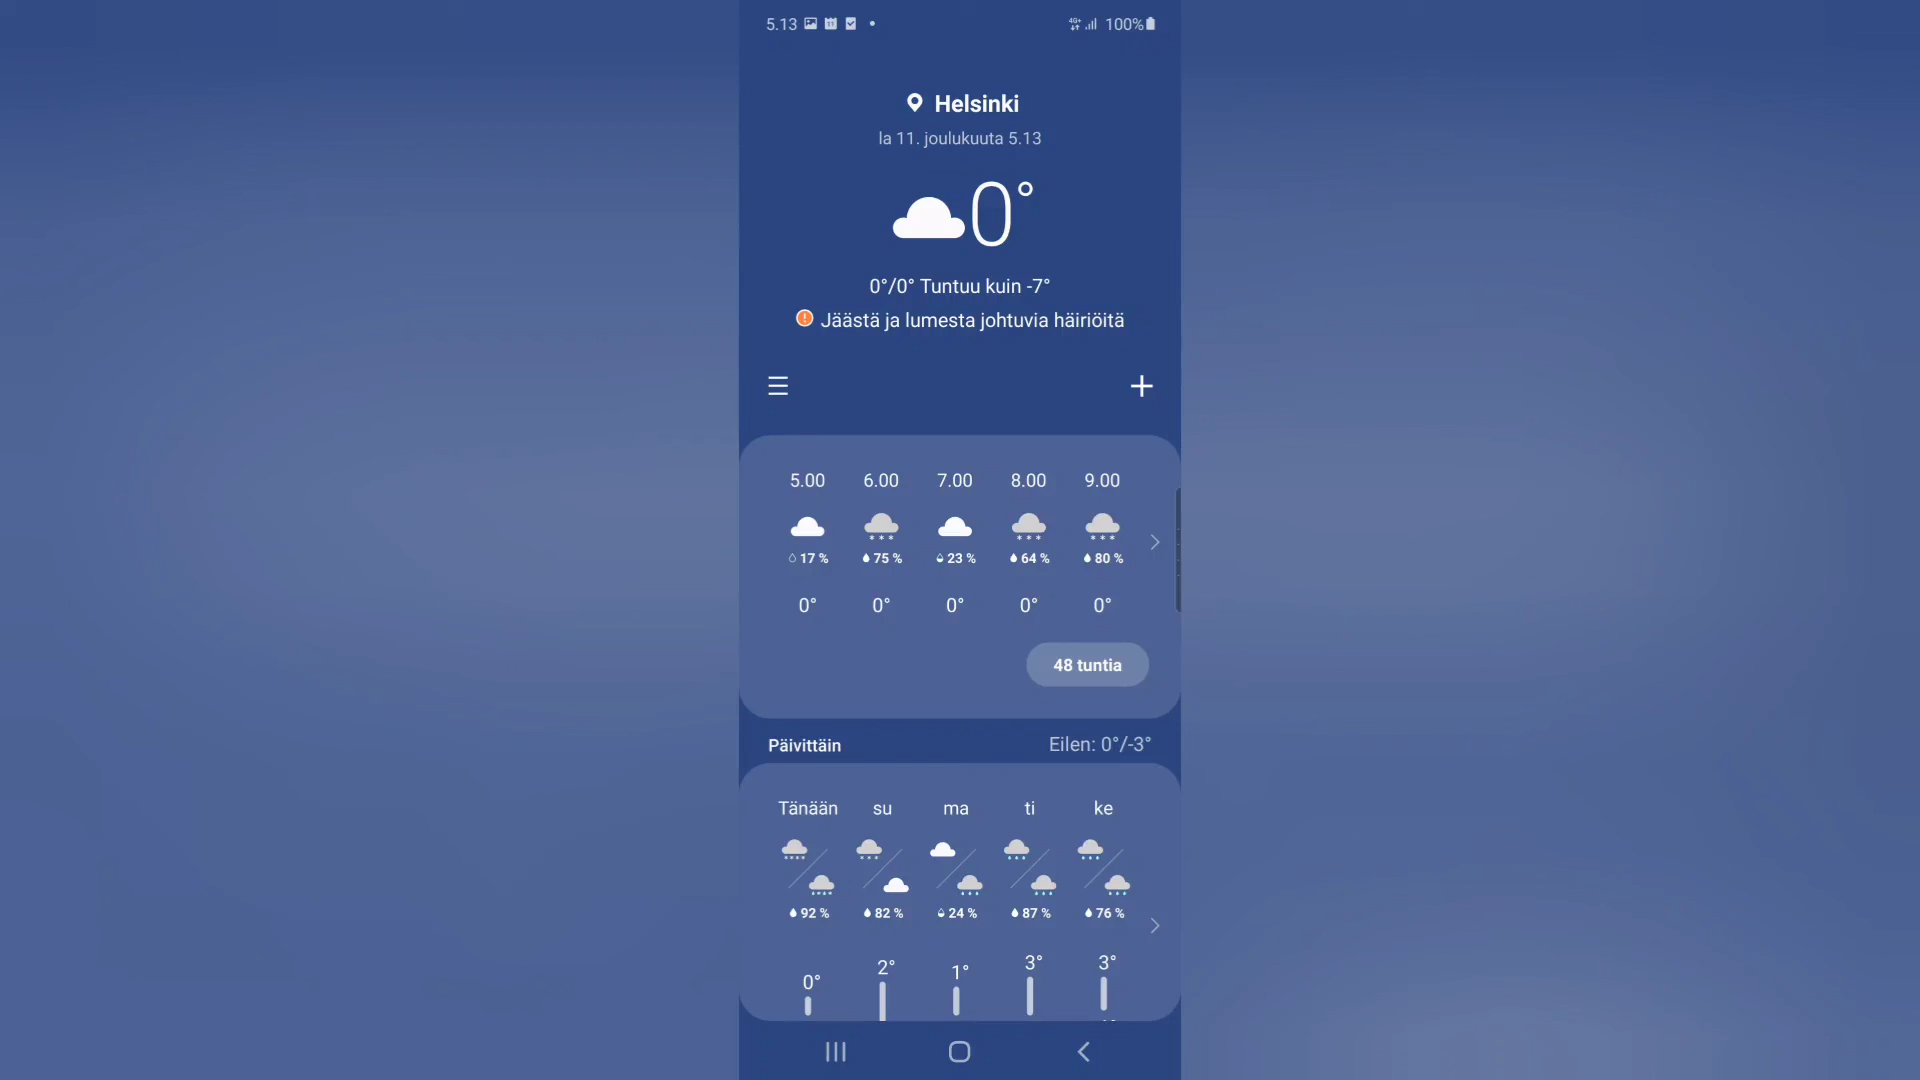 5.13
4G+ 100%
Helsinki
la 11. joulukuuta 5.13
0°
0°/0° Tuntuu kuin -7°
Jäästä ja lumesta johtuvia häiriöitä
5.00 6.00 7.00 8.00 9.00
17 % 75 % 23 % 64 % 80 %
0° 0° 0° 0° 0°
48 tuntia
Päivittäin Eilen: 0°/-3°
Tänään su ma ti ke
92 % 82 % 24 % 87 % 76 %
0° 2° 1° 3° 3°